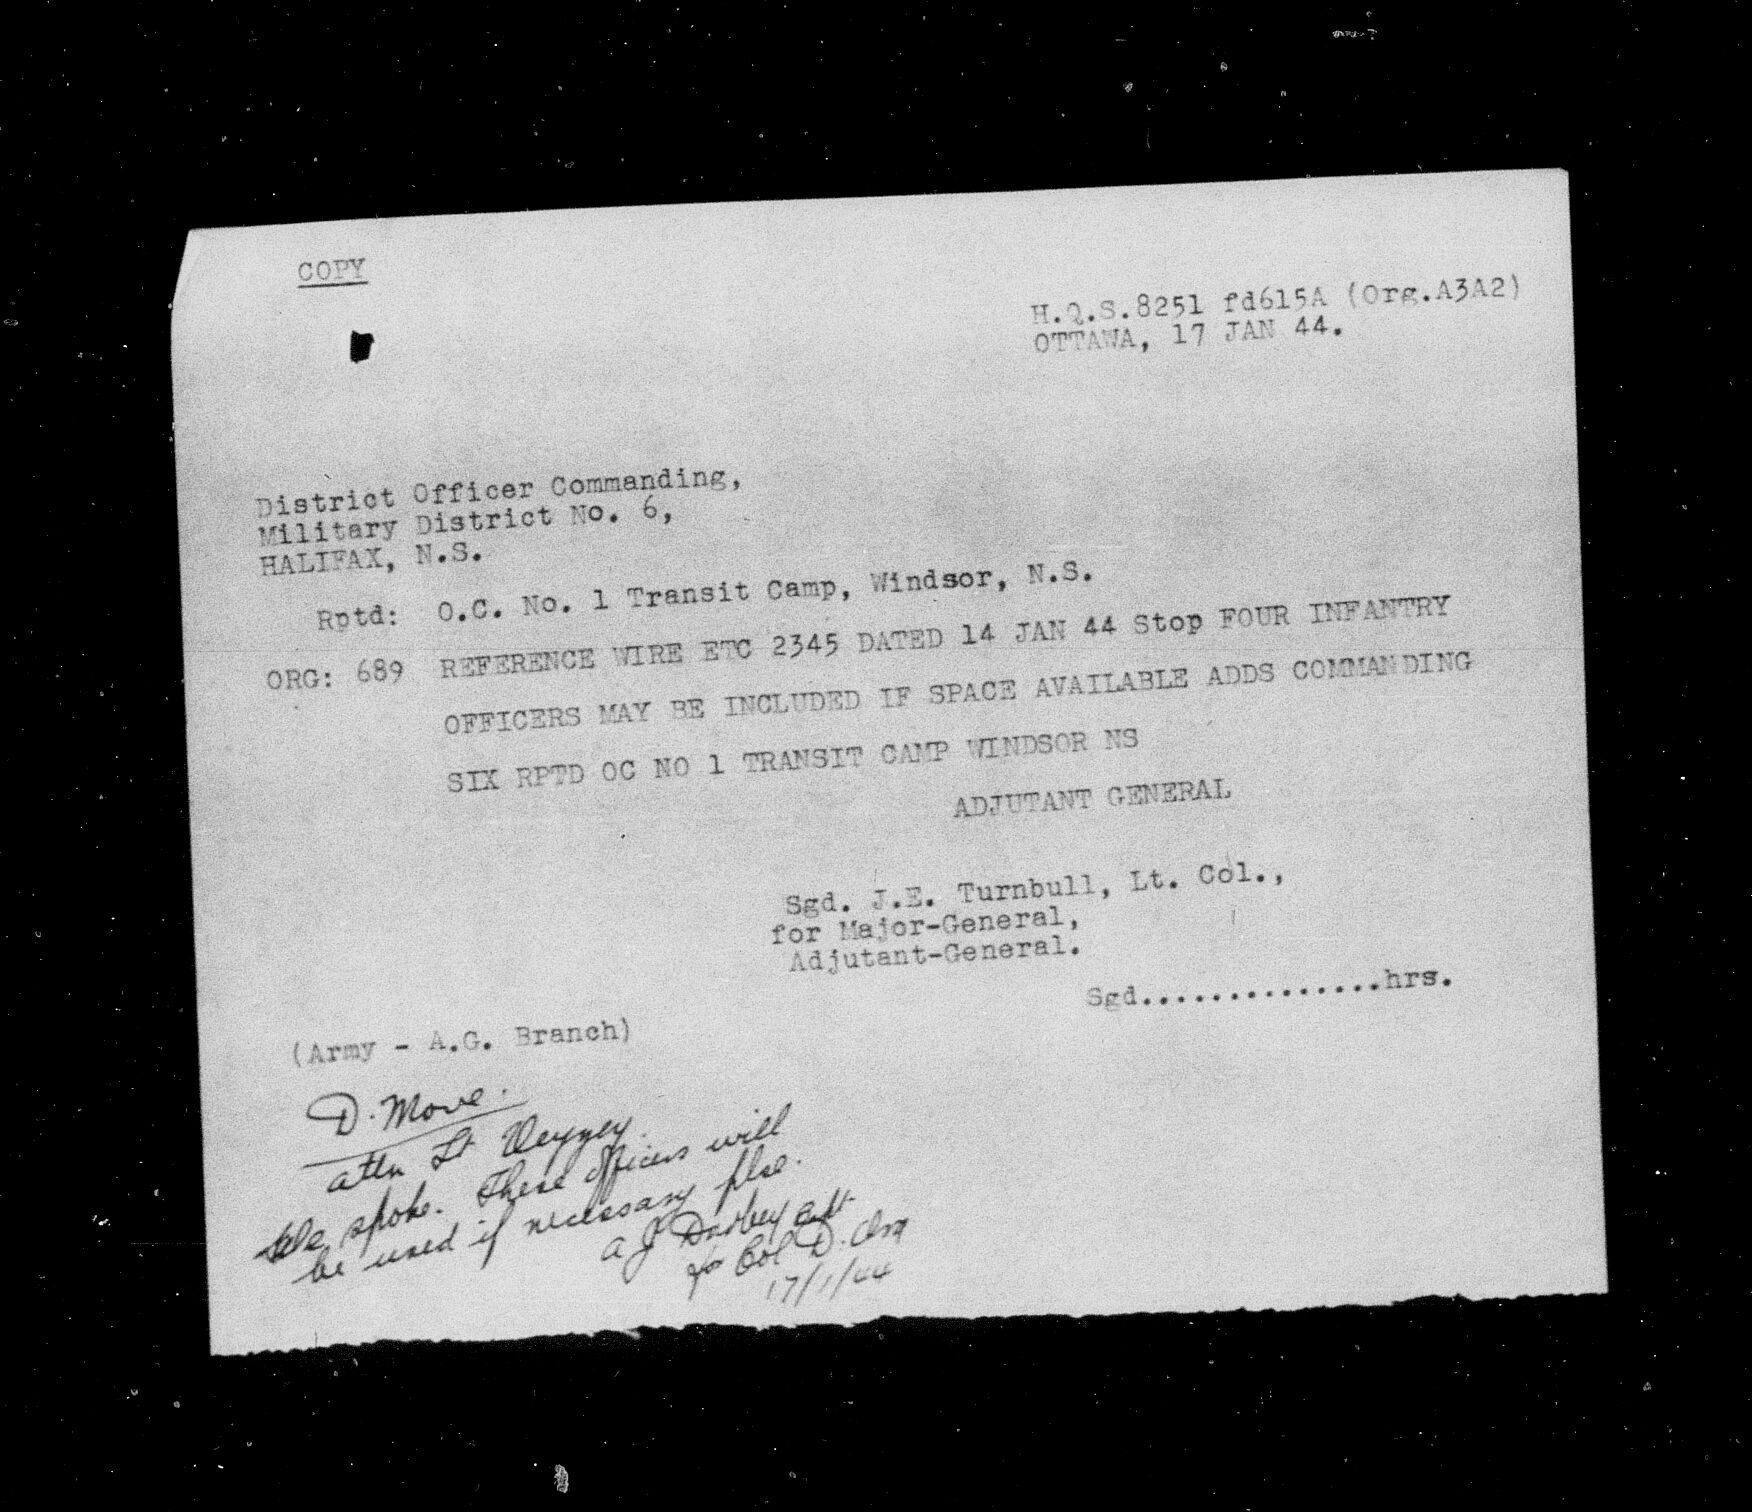 COPY
H.Q.S.8251 fd615A (Org.A3A2)
OTTAWA, 17 JAN 44.
District Officer Commanding,
Military District No. 6,
HALIFAX, N.S.
Rptd: O.C. No. 1 Transit Camp, Windsor, N.S.
ORG: 689 REFERENCE WIRE ETC 2345 DATED 14 JAN 44 Stop FOUR INFANTRY
OFFICERS MAY BE INCLUDED IF SPACE AVAILABLE ADDS COMMANDING
SIX RPTD OC NO 1 TRANSIT CAMP WINDSOR NS
ADJUTANT GENERAL
Sgd. J.E. Turnbull, Lt. Col.,
for Major-General,
Adjutant-General.
Sgd..............hrs.
(Army - A.G. Branch)
D. Move.
attn Lt
We spoke. These officers will
be used if necessary plse.
A J Capt
for Col D.
17/1/44